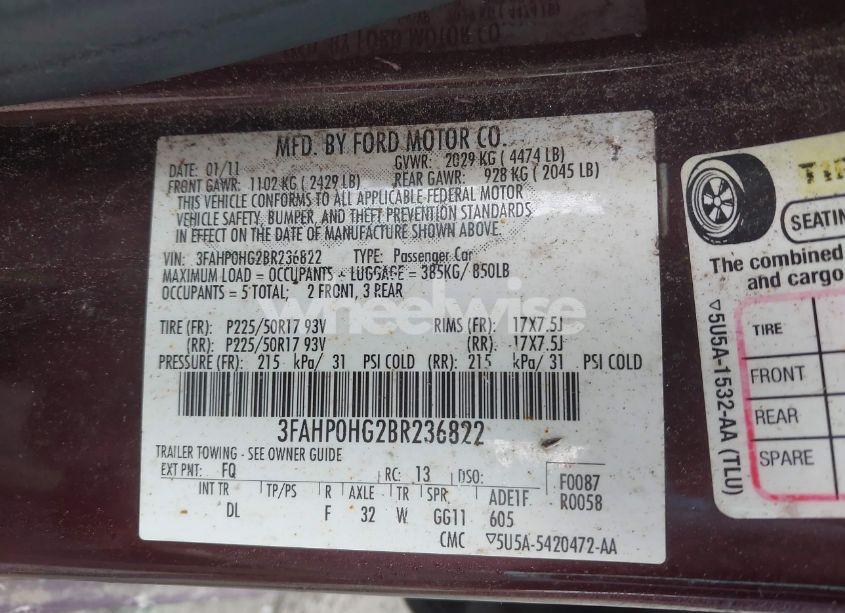 MFD. BY FORD MOTOR CO.
DATE: 01/11 GVWR: 2029 KG ( 4474 LB)
FRONT GAWR: 1102 KG ( 2429 LB) REAR GAWR: 928 KG ( 2045 LB)
THIS VEHICLE CONFORMS TO ALL APPLICABLE FEDERAL MOTOR
VEHICLE SAFETY, BUMPER, AND THEFT PREVENTION STANDARDS
IN EFFECT ON THE DATE OF MANUFACTURE SHOWN ABOVE.
VIN: 3FAHP0HG2BR236822 TYPE: Passenger Car
MAXIMUM LOAD = OCCUPANTS + LUGGAGE = 385KG/ 850LB
OCCUPANTS = 5 TOTAL; 2 FRONT, 3 REAR
wheelwise
TIRE (FR): P225/50R17 93V RIMS (FR): 17X7.5J
(RR): P225/50R17 93V (RR): 17X7.5J
PRESSURE (FR): 215 kPa/ 31 PSI COLD (RR): 215 kPa/ 31 PSI COLD
3FAHP0HG2BR236822
TRAILER TOWING - SEE OWNER GUIDE
EXT PNT: FQ RC: 13 DSO: F0087
INT TR TP/PS R AXLE TR SPR ADE1F R0058
DL F 32 W GG11 605
CMC ▽5U5A-5420472-AA
SEATIN
The combined
and cargo
TIRE
FRONT
REAR
SPARE
▽5U5A-1532-AA (TLU)